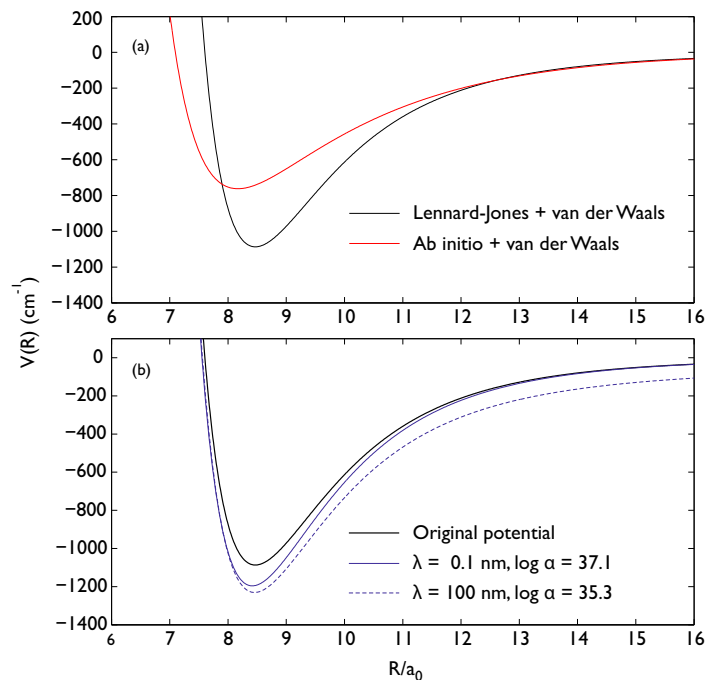 200
(a)
0
−200
−400
−600
−800
−1000
−1200
−1400
Lennard-Jones + van der Waals
Ab initio + van der Waals
6 7 8 9 10 11 12 13 14 15 16
V(R) (cm⁻¹)
(b)
0
−200
−400
−600
−800
−1000
−1200
−1400
Original potential
λ = 0.1 nm, log α = 37.1
λ = 100 nm, log α = 35.3
6 7 8 9 10 11 12 13 14 15 16
R/a₀